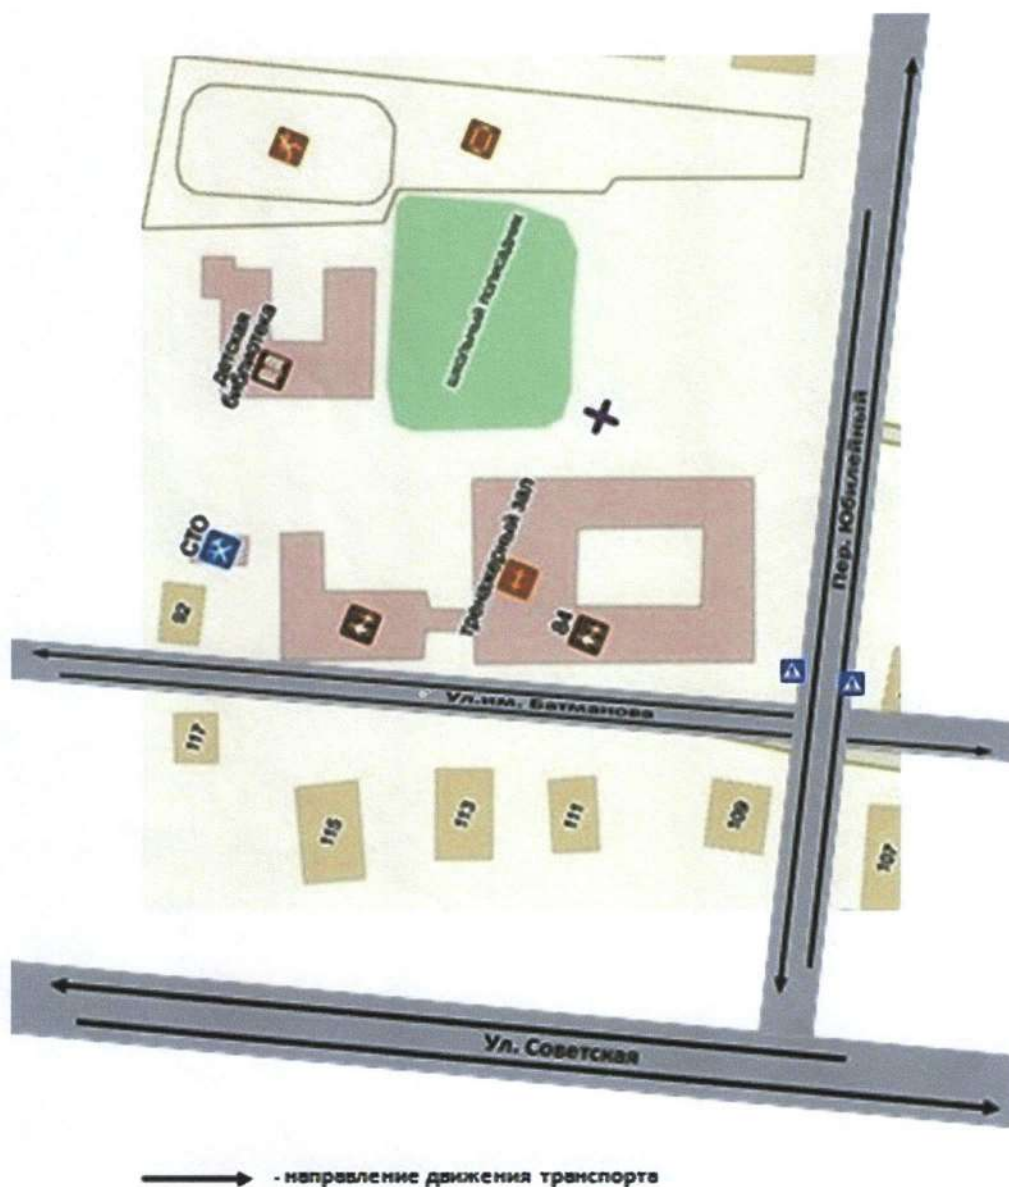 школьный полисадник
детская
библиотека
Пер. Юбилейный
СТО
тренажерный зал
92
84
Ул.им. Батманова
117
115
113
111
109
107
Ул. Советская
- направление движения транспорта